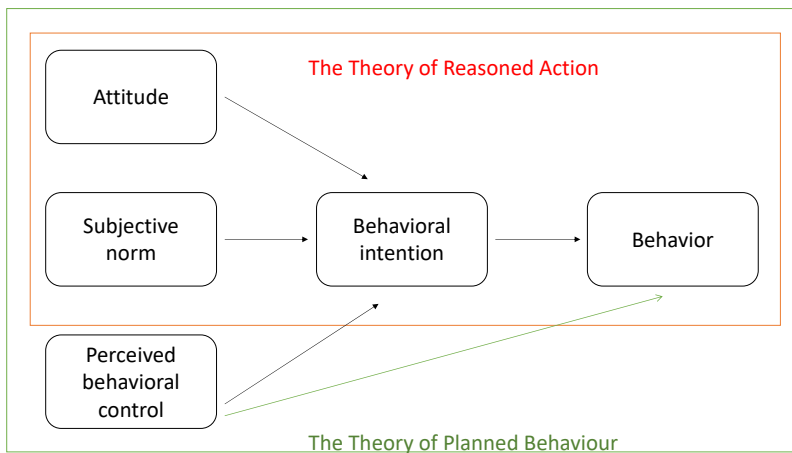 The Theory of Reasoned Action
Attitude
Subjective
norm
Behavioral
intention
Behavior
Perceived
behavioral
control
The Theory of Planned Behaviour